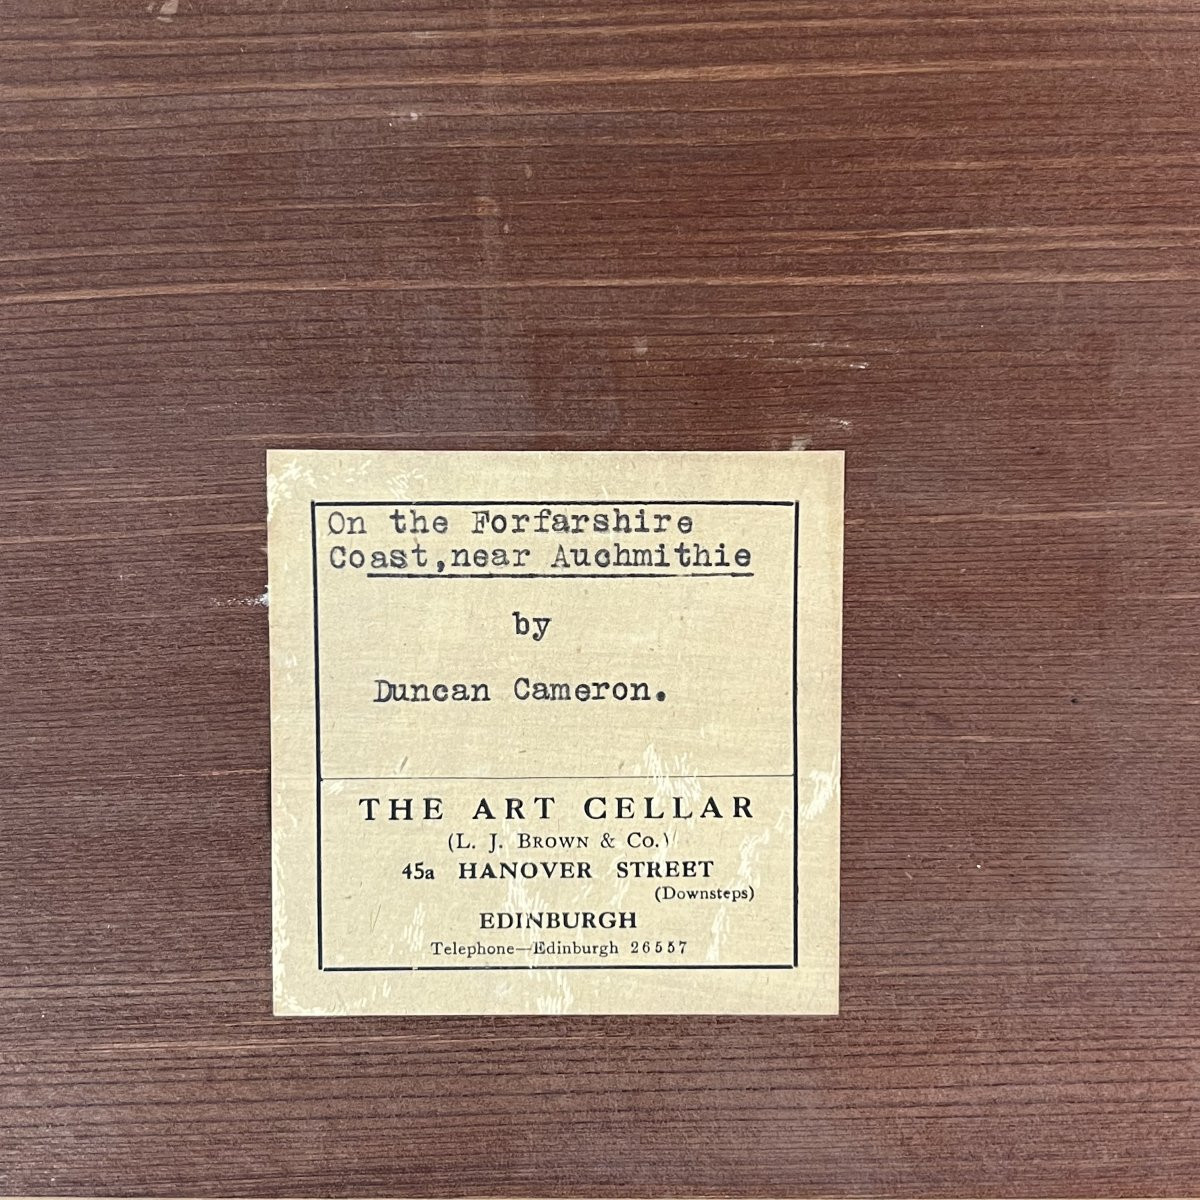 On the Forfarshire
Coast,near Auchmithie
by
Duncan Cameron.
THE ART CELLAR
(L. J. BROWN & Co.)
45a HANOVER STREET
(Downsteps)
EDINBURGH
Telephone—Edinburgh 26557